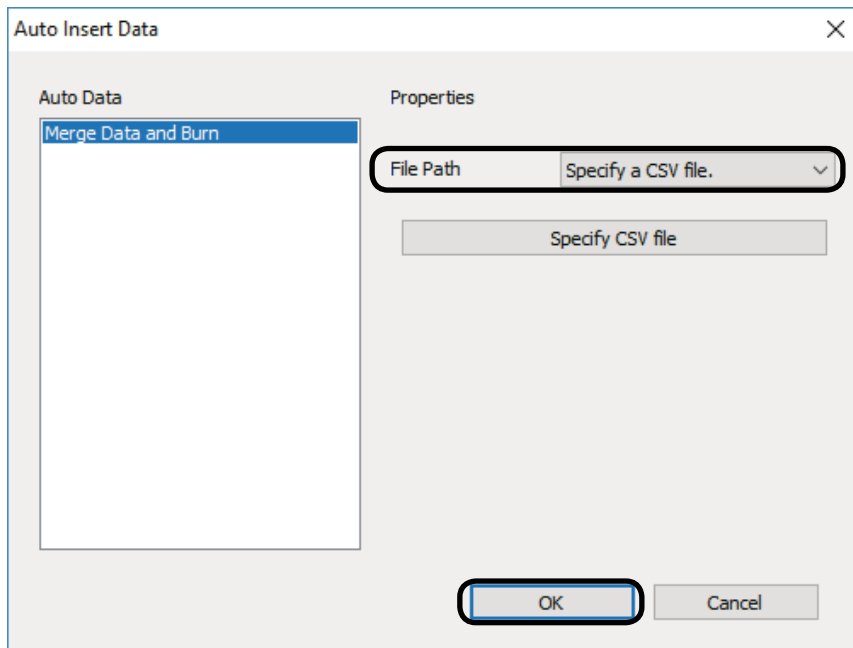 Auto Insert Data
Auto Data
Properties
Merge Data and Burn
File Path
Specify a CSV file.
Specify CSV file
OK
Cancel